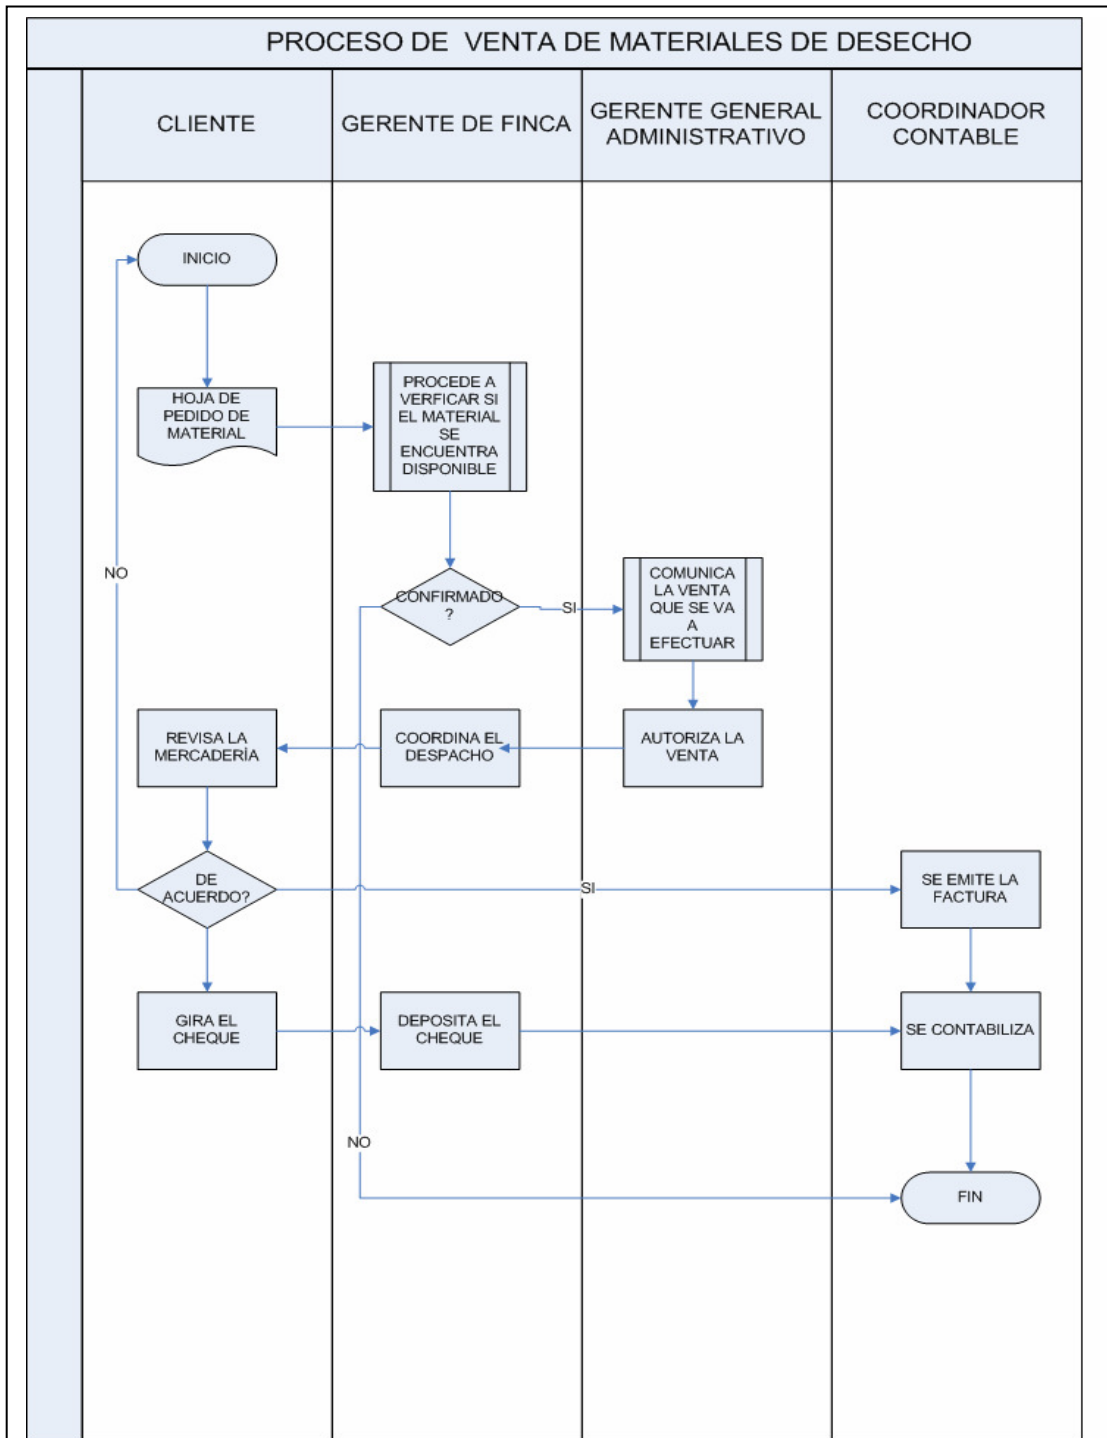 PROCESO DE VENTA DE MATERIALES DE DESECHO
CLIENTE
GERENTE DE FINCA
GERENTE GENERAL
ADMINISTRATIVO
COORDINADOR
CONTABLE
INICIO
HOJA DE
PEDIDO DE
MATERIAL
PROCEDE A
VERFICAR SI
EL MATERIAL
SE
ENCUENTRA
DISPONIBLE
NO
CONFIRMADO
?
SI
COMUNICA
LA VENTA
QUE SE VA
A
EFECTUAR
REVISA LA
MERCADERÍA
COORDINA EL
DESPACHO
AUTORIZA LA
VENTA
DE
ACUERDO?
SI
SE EMITE LA
FACTURA
GIRA EL
CHEQUE
DEPOSITA EL
CHEQUE
SE CONTABILIZA
NO
FIN